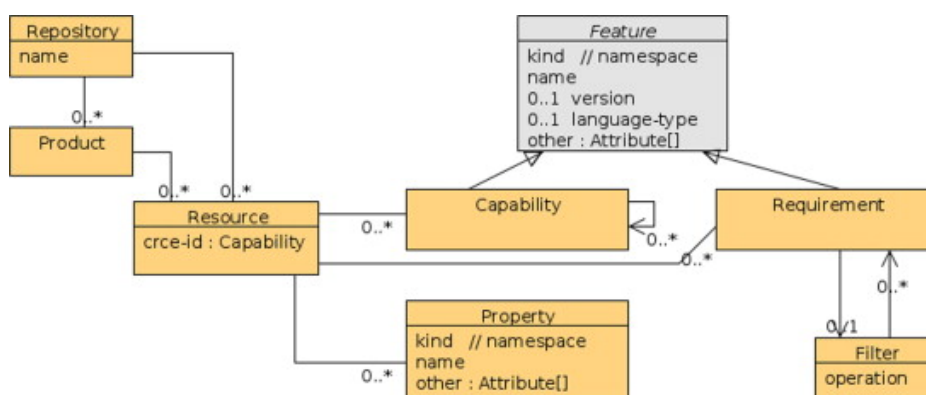 Repository
name
0..*
Product
0..*
0..*
Resource
crce-id : Capability
Feature
kind // namespace
name
0..1 version
0..1 language-type
other : Attribute[]
Capability
0..*
0..*
Requirement
0..*
0..*
0..1
Property
kind // namespace
name
other : Attribute[]
0..*
Filter
operation